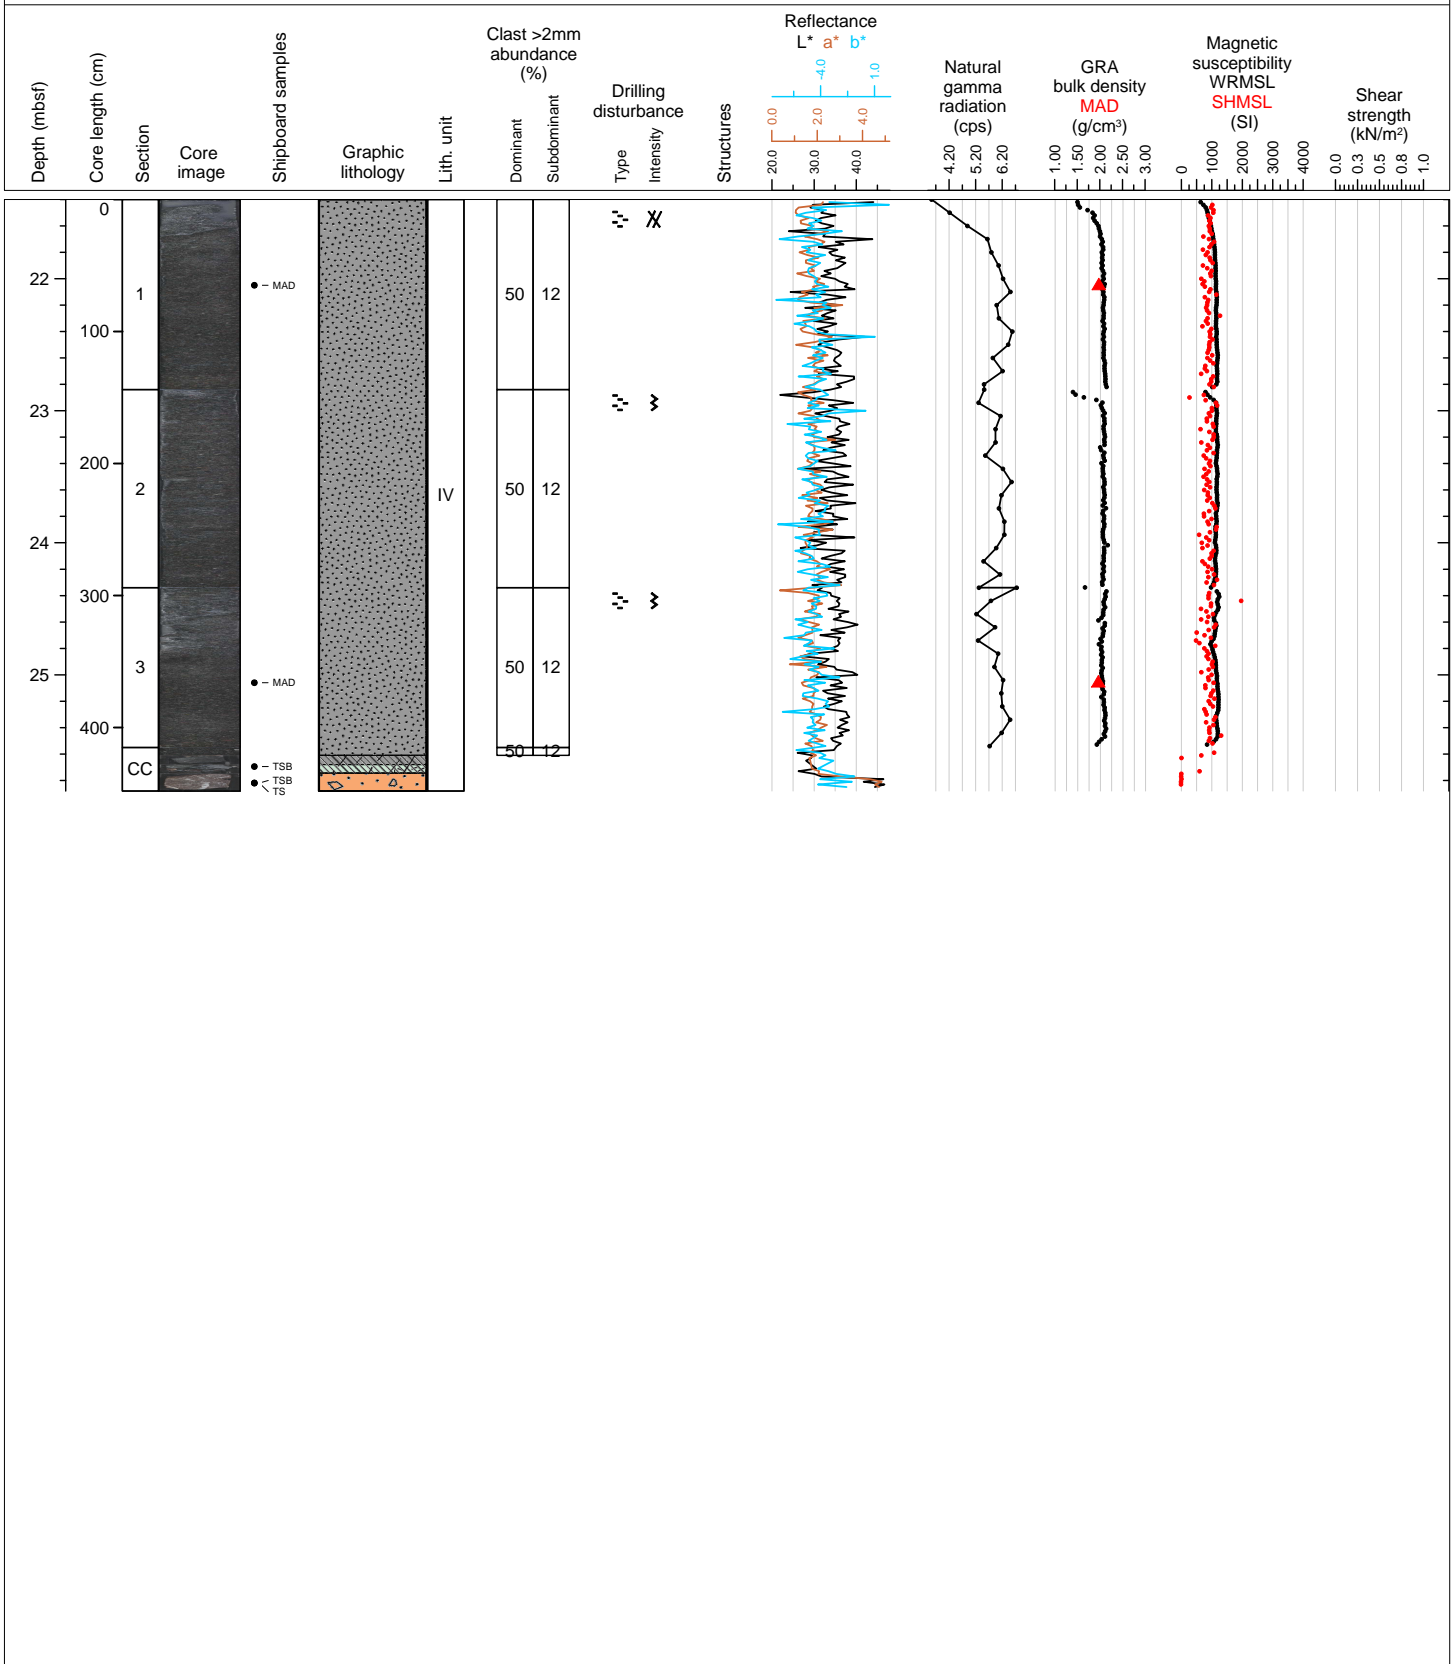 Depth (mbsf)
Core length (cm)
Section
Core
image
Shipboard samples
Graphic
lithology
Lith. unit
Clast >2mm
abundance
(%)
Dominant
Subdominant
Drilling
disturbance
Type
Intensity
Structures
Reflectance
L* a* b*
-4.0 1.0
0.0 2.0 4.0
20.0 30.0 40.0
Natural
gamma
radiation
(cps)
4.20 5.20 6.20
GRA
bulk density
MAD
(g/cm³)
1.00 1.50 2.00 2.50 3.00
Magnetic
susceptibility
WRMSL
SHMSL
(SI)
0 1000 2000 3000 4000
Shear
strength
(kN/m²)
0.0 0.3 0.5 0.8 1.0
0
22
MAD
1
50 12
100
23
200
2
IV
50 12
24
300
3
50 12
25
MAD
400
50 12
CC
TSB
TSB
TS